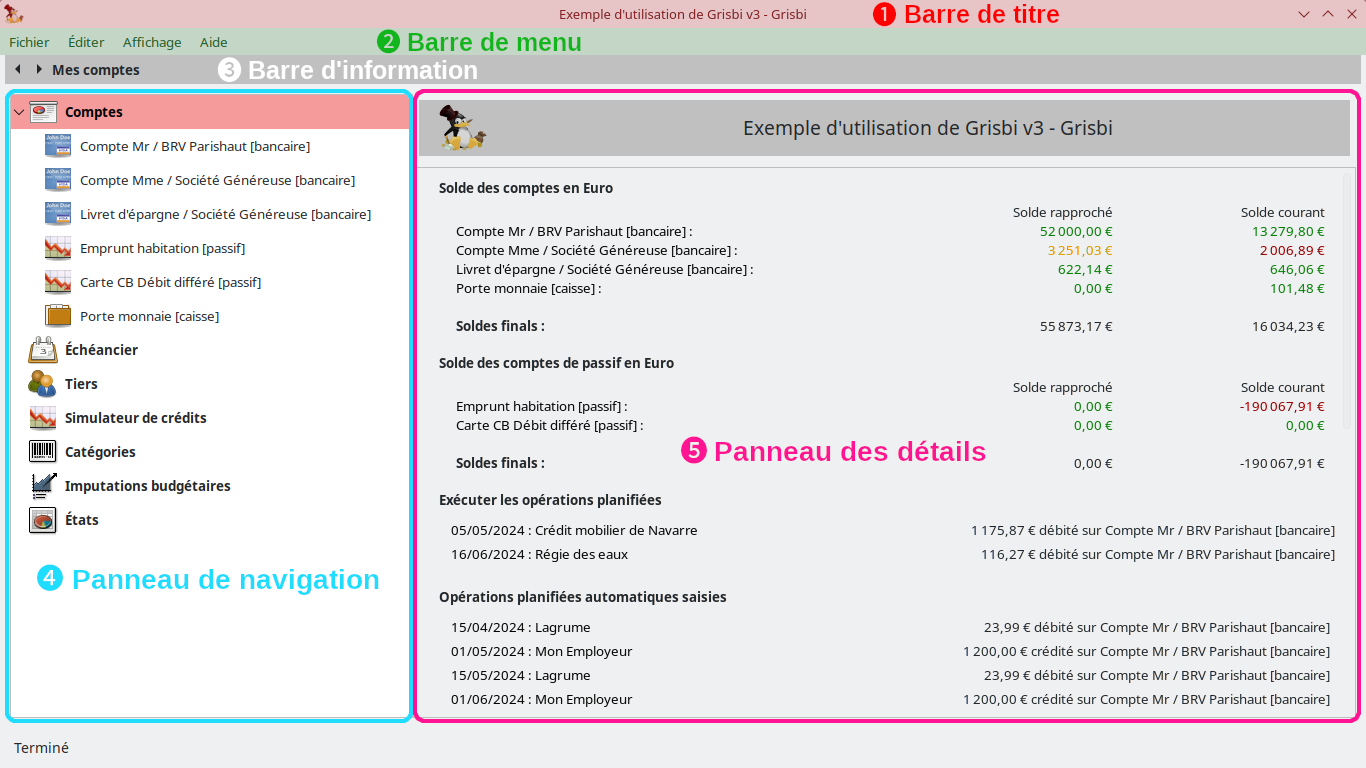 Exemple d'utilisation de Grisbi v3 - Grisbi
❶ Barre de titre
Fichier Éditer Affichage Aide
❷ Barre de menu
Mes comptes
❸ Barre d'information
Comptes
Compte Mr / BRV Parishaut [bancaire]
Compte Mme / Société Généreuse [bancaire]
Livret d'épargne / Société Généreuse [bancaire]
Emprunt habitation [passif]
Carte CB Débit différé [passif]
Porte monnaie [caisse]
Échéancier
Tiers
Simulateur de crédits
Catégories
Imputations budgétaires
États
❹ Panneau de navigation
Exemple d'utilisation de Grisbi v3 - Grisbi
Solde des comptes en Euro
Solde rapproché Solde courant
Compte Mr / BRV Parishaut [bancaire] : 52 000,00 € 13 279,80 €
Compte Mme / Société Généreuse [bancaire] : 3 251,03 € 2 006,89 €
Livret d'épargne / Société Généreuse [bancaire] : 622,14 € 646,06 €
Porte monnaie [caisse] : 0,00 € 101,48 €
Soldes finals : 55 873,17 € 16 034,23 €
Solde des comptes de passif en Euro
Solde rapproché Solde courant
Emprunt habitation [passif] : 0,00 € -190 067,91 €
Carte CB Débit différé [passif] : 0,00 € 0,00 €
❺ Panneau des détails
Soldes finals : 0,00 € -190 067,91 €
Exécuter les opérations planifiées
05/05/2024 : Crédit mobilier de Navarre 1 175,87 € débité sur Compte Mr / BRV Parishaut [bancaire]
16/06/2024 : Régie des eaux 116,27 € débité sur Compte Mr / BRV Parishaut [bancaire]
Opérations planifiées automatiques saisies
15/04/2024 : Lagrume 23,99 € débité sur Compte Mr / BRV Parishaut [bancaire]
01/05/2024 : Mon Employeur 1 200,00 € crédité sur Compte Mr / BRV Parishaut [bancaire]
15/05/2024 : Lagrume 23,99 € débité sur Compte Mr / BRV Parishaut [bancaire]
01/06/2024 : Mon Employeur 1 200,00 € crédité sur Compte Mr / BRV Parishaut [bancaire]
Terminé